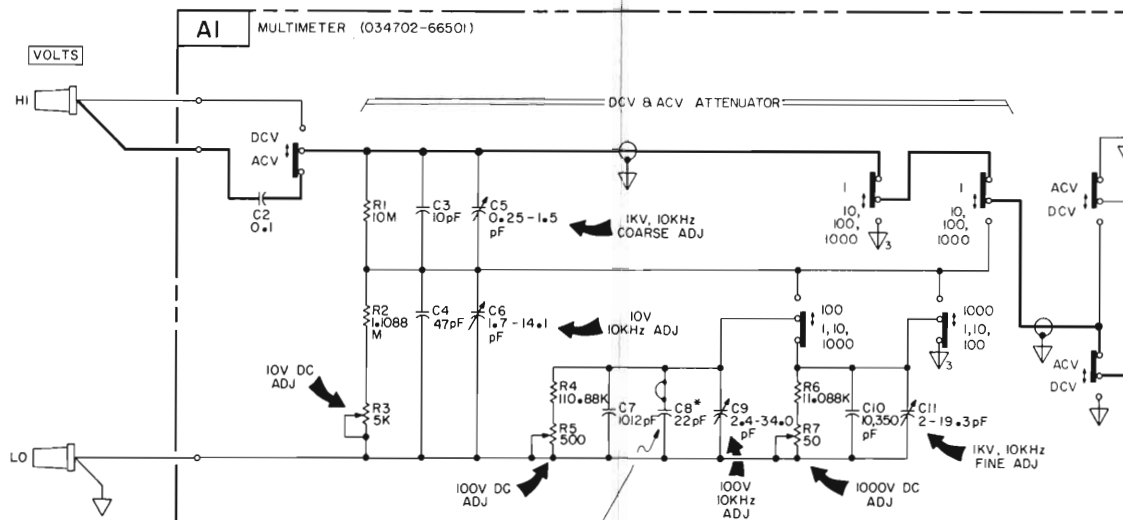 A1
MULTIMETER (034702-66501)
VOLTS
HI
DCV & ACV ATTENUATOR
DCV
ACV
C2
0.1
R1
10M
C3
10pF
C5
0.25-1.5
pF
1KV, 10KHz
COARSE ADJ
1
10,
100,
1000
3
1
10,
100,
1000
ACV
DCV
R2
1.1088
M
C4
47pF
C6
1.7-14.1
pF
10V
10KHz ADJ
100
1,10,
1000
1000
1,10,
100
3
ACV
DCV
10V DC
ADJ
R3
5K
R4
110.88K
R5
500
C7
1012pF
C8*
22pF
C9
2.4-34.0
pF
R6
11.088K
R7
50
C10
10,350
pF
C11
2-19.3pF
LO
100V DC
ADJ
100V
10KHz
ADJ
1000V DC
ADJ
1KV, 10KHz
FINE ADJ